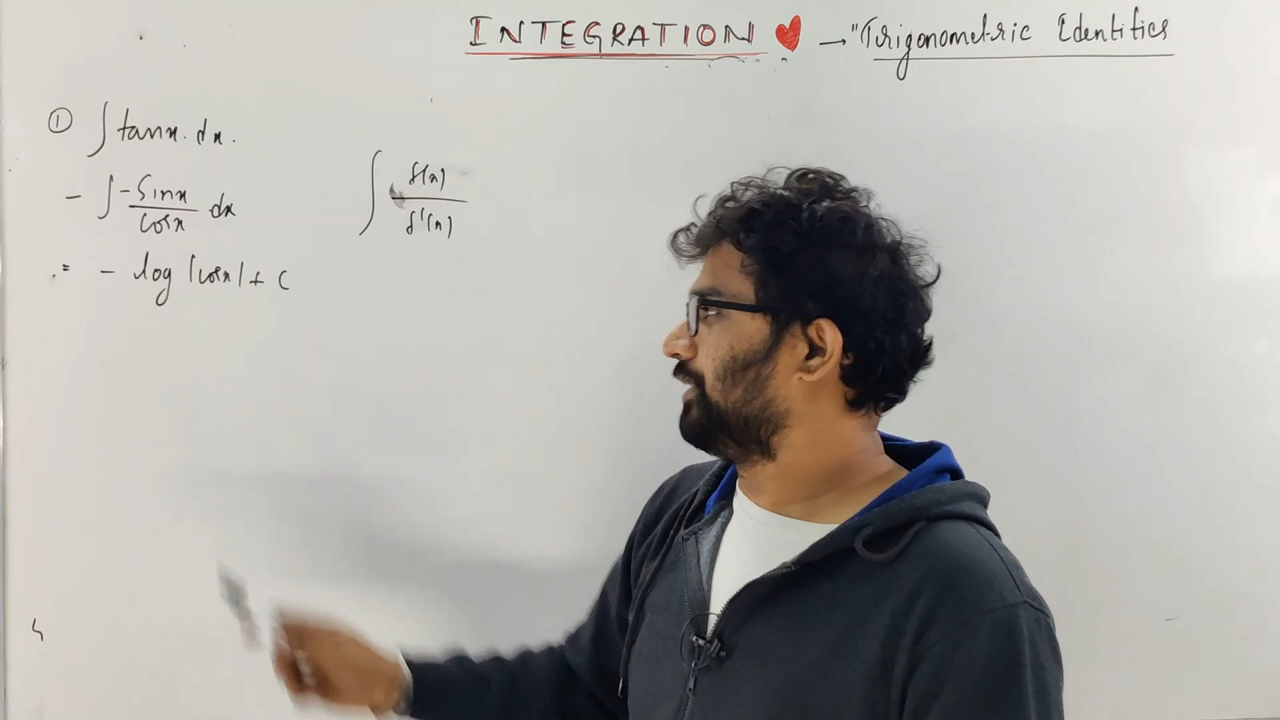 INTEGRATION ❤ → "Trigonometric Identities
① ∫ tanx. dx.
- ∫ -Sinx/Cosx dx
∫ f(x)/f'(x)
= - log |cosx| + C